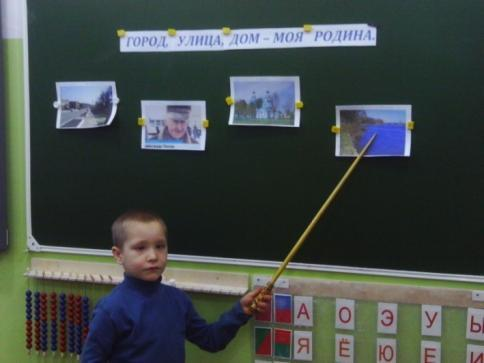 ГОРОД, УЛИЦА, ДОМ – МОЯ РОДИНА.
А О Э У Ы
Я Ё Ю Е